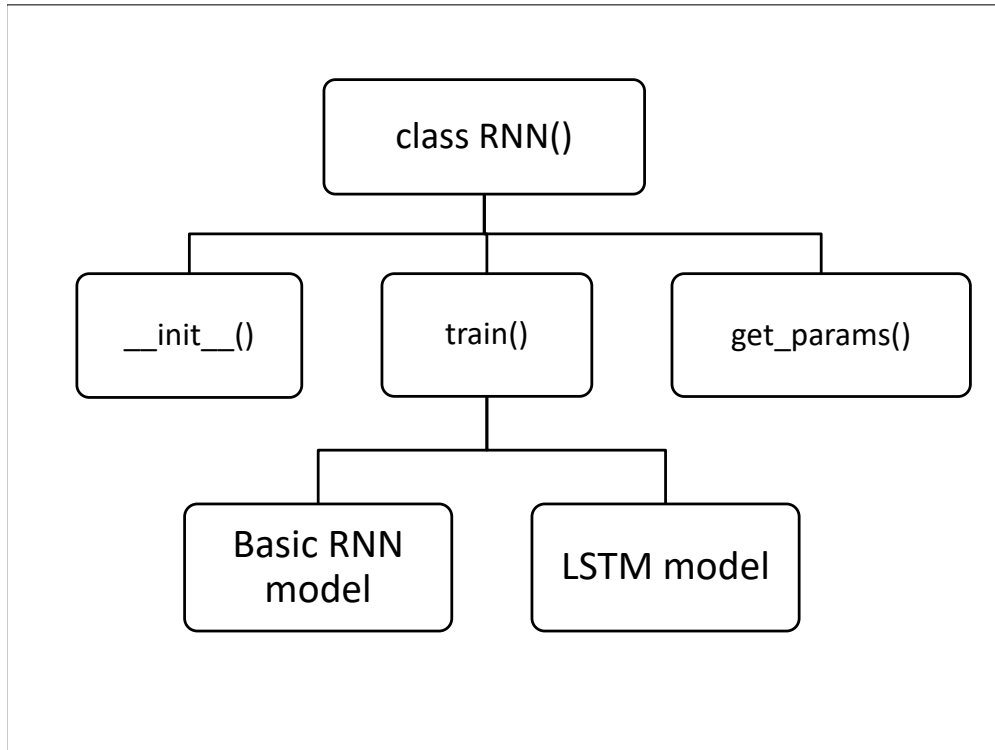 class RNN()
__init__()
train()
get_params()
Basic RNN
model
LSTM model